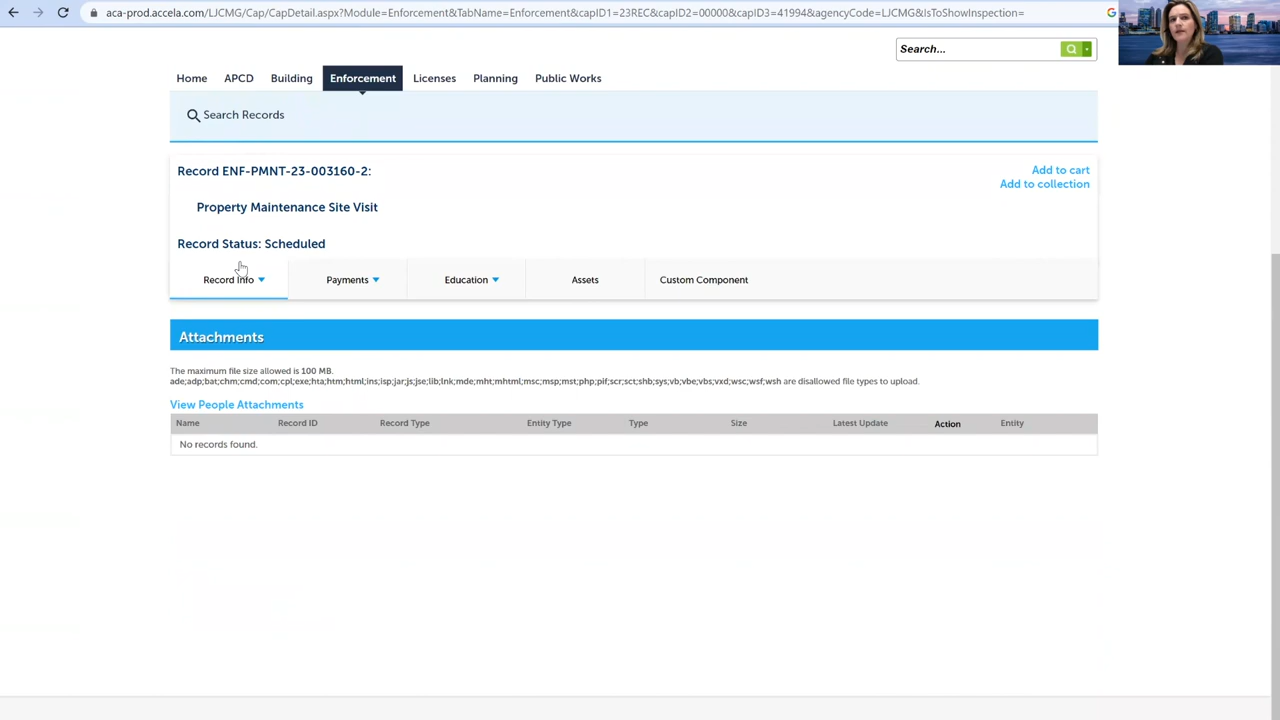 aca-prod.accela.com/LJCMG/Cap/CapDetail.aspx?Module=Enforcement&TabName=Enforcement&capID1=23REC&capID2=00000&capID3=41994&agencyCode=LJCMG&IsToShowInspection=
Search...
Home APCD Building Enforcement Licenses Planning Public Works
Search Records
Record ENF-PMNT-23-003160-2:
Add to cart
Add to collection
Property Maintenance Site Visit
Record Status: Scheduled
Record Info Payments Education Assets Custom Component
Attachments
The maximum file size allowed is 100 MB.
ade;adp;bat;chm;cmd;com;cpl;exe;hta;htm;html;ins;isp;jar;js;jse;lib;lnk;mde;mht;mhtml;msc;msp;mst;php;pif;scr;sct;shb;sys;vb;vbe;vbs;vxd;wsc;wsf;wsh are disallowed file types to upload.
View People Attachments
Name Record ID Record Type Entity Type Type Size Latest Update Action Entity
No records found.